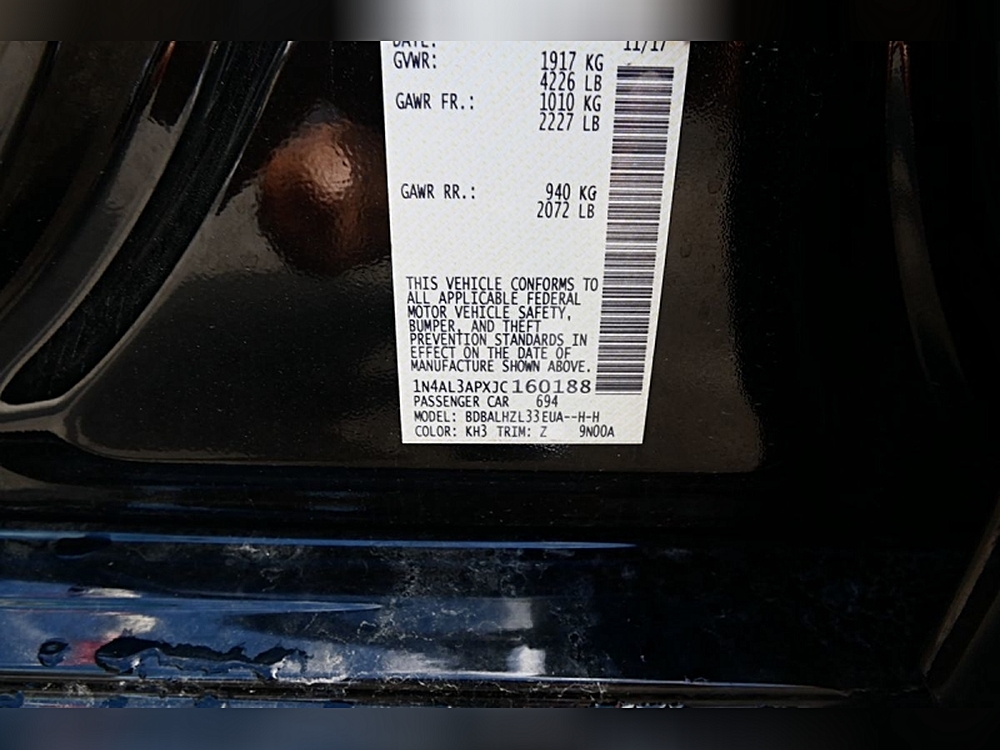 DATE: 11/17
GVWR: 1917 KG
4226 LB
GAWR FR.: 1010 KG
2227 LB
GAWR RR.: 940 KG
2072 LB
THIS VEHICLE CONFORMS TO
ALL APPLICABLE FEDERAL
MOTOR VEHICLE SAFETY,
BUMPER, AND THEFT
PREVENTION STANDARDS IN
EFFECT ON THE DATE OF
MANUFACTURE SHOWN ABOVE.
1N4AL3APXJC160188
PASSENGER CAR 694
MODEL: BDBALHZL33EUA--H-H
COLOR: KH3 TRIM: Z 9N00A